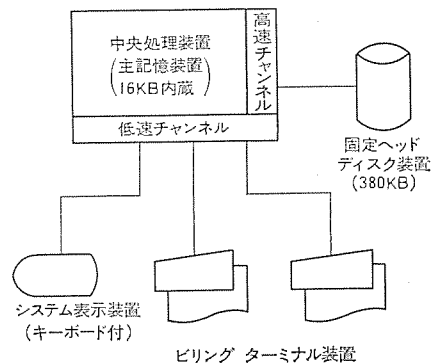 中央処理装置
(主記憶装置
16KB内蔵)
高速チャンネル
低速チャンネル
固定ヘッド
ディスク装置
(380KB)
システム表示装置
(キーボード付)
ビリング ターミナル装置